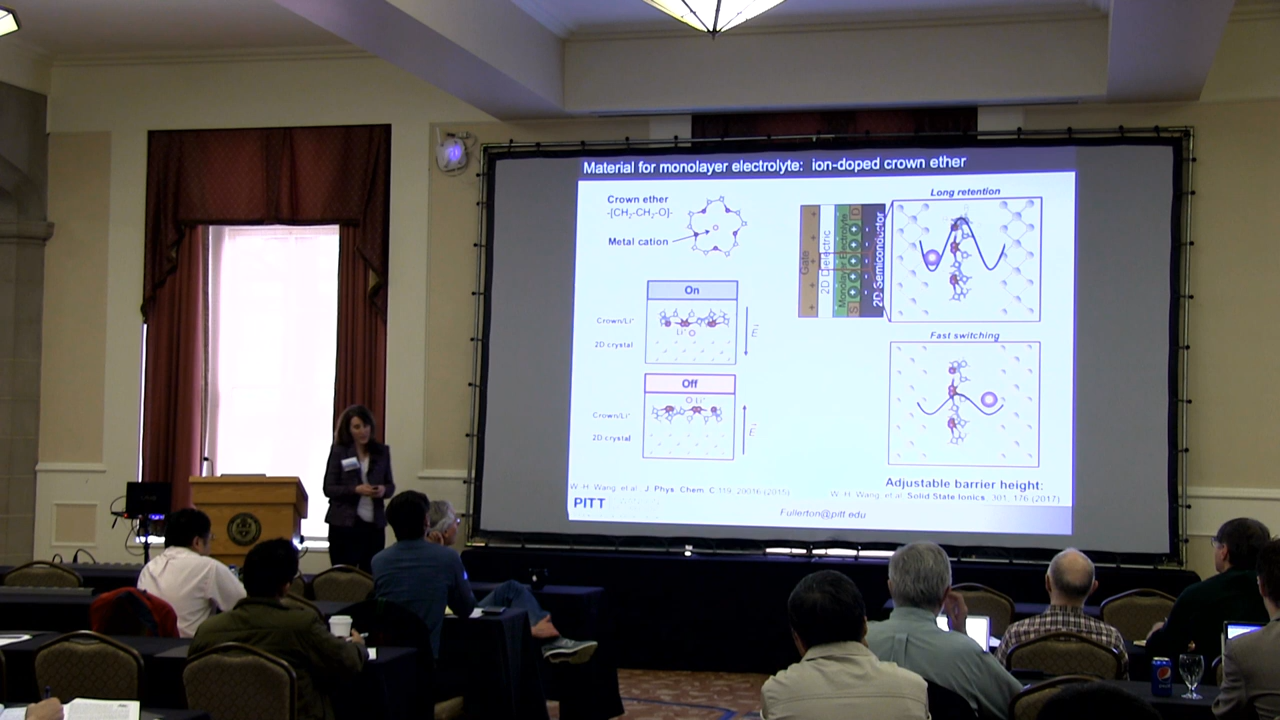 Material for monolayer electrolyte: ion-doped crown ether
Crown ether
-[CH2-CH2-O]-
Metal cation
On
Crown/Li+
Li+
2D crystal
E
Off
Li+
Crown/Li+
2D crystal
E
Gate
2D Dielectric
Monolayer Electrolyte
S
D
2D Semiconductor
Long retention
Fast switching
Adjustable barrier height:
W. H. Wang, et.al., J. Phys. Chem. C 119, 20016 (2015)
W. H. Wang, et.al. Solid State Ionics, 301, 176 (2017)
PITT
Fullerton@pitt.edu